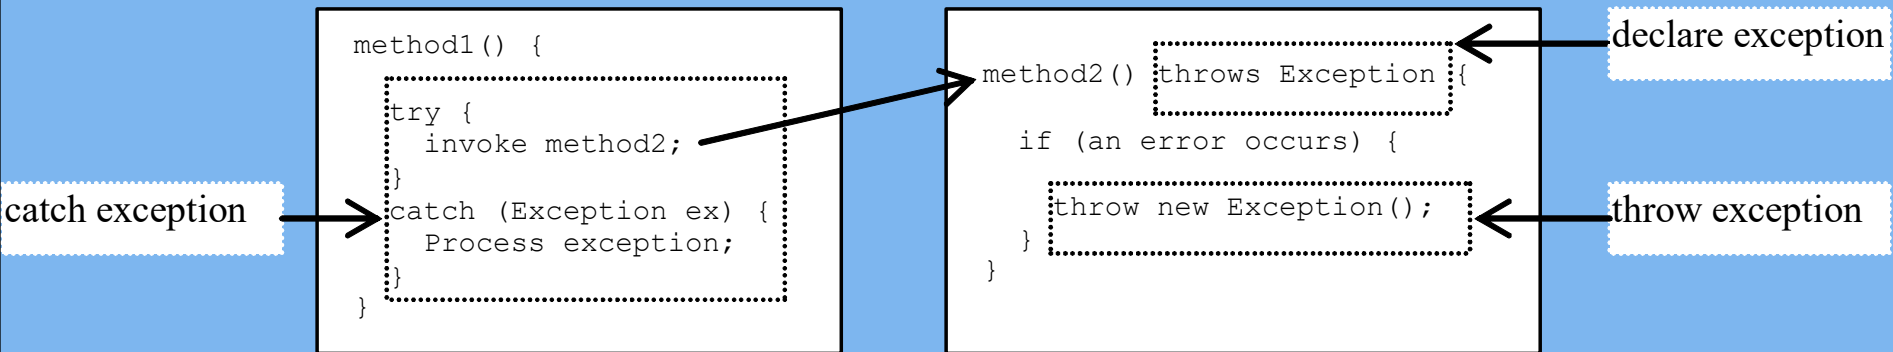 catch exception
method1() {
try {
invoke method2;
}
catch (Exception ex) {
Process exception;
}
}
method2() throws Exception {
if (an error occurs) {
throw new Exception();
}
}
declare exception
throw exception